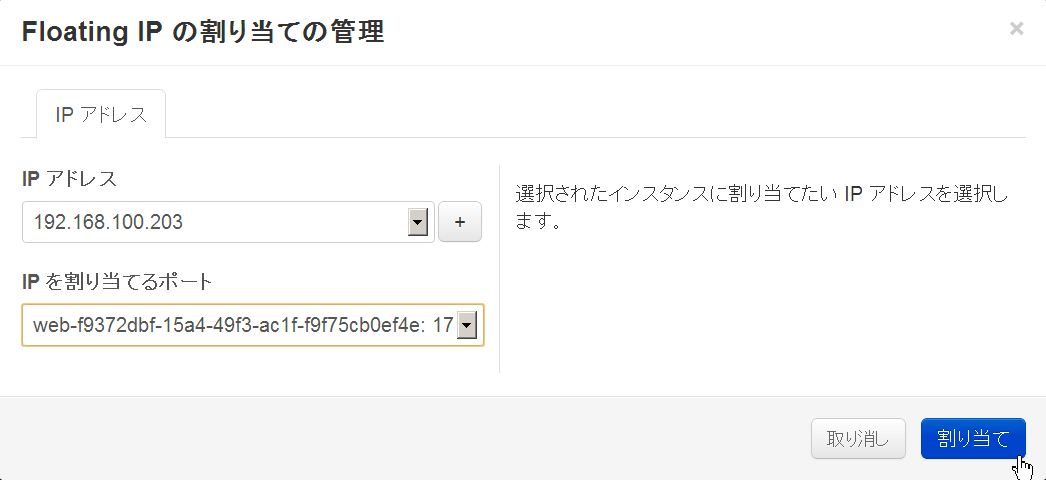 Floating IP の割り当ての管理
×
IP アドレス
IP アドレス
192.168.100.203
+
IP を割り当てるポート
web-f9372dbf-15a4-49f3-ac1f-f9f75cb0ef4e: 17
選択されたインスタンスに割り当てたい IP アドレスを選択し
ます。
取り消し
割り当て